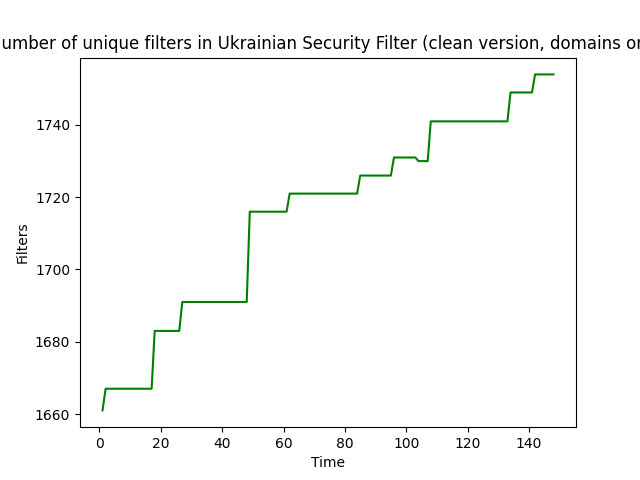 umber of unique filters in Ukrainian Security Filter (clean version, domains or
1740
1720
1700
1680
1660
Filters
0 20 40 60 80 100 120 140
Time